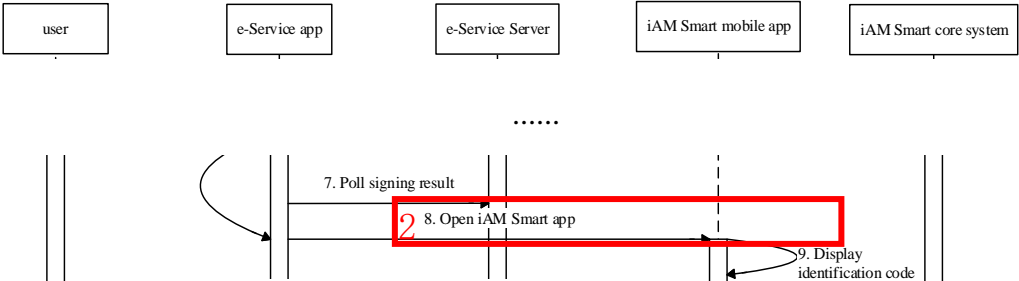 user
e-Service app
e-Service Server
iAM Smart mobile app
iAM Smart core system
......
7. Poll signing result
2
8. Open iAM Smart app
9. Display
identification code